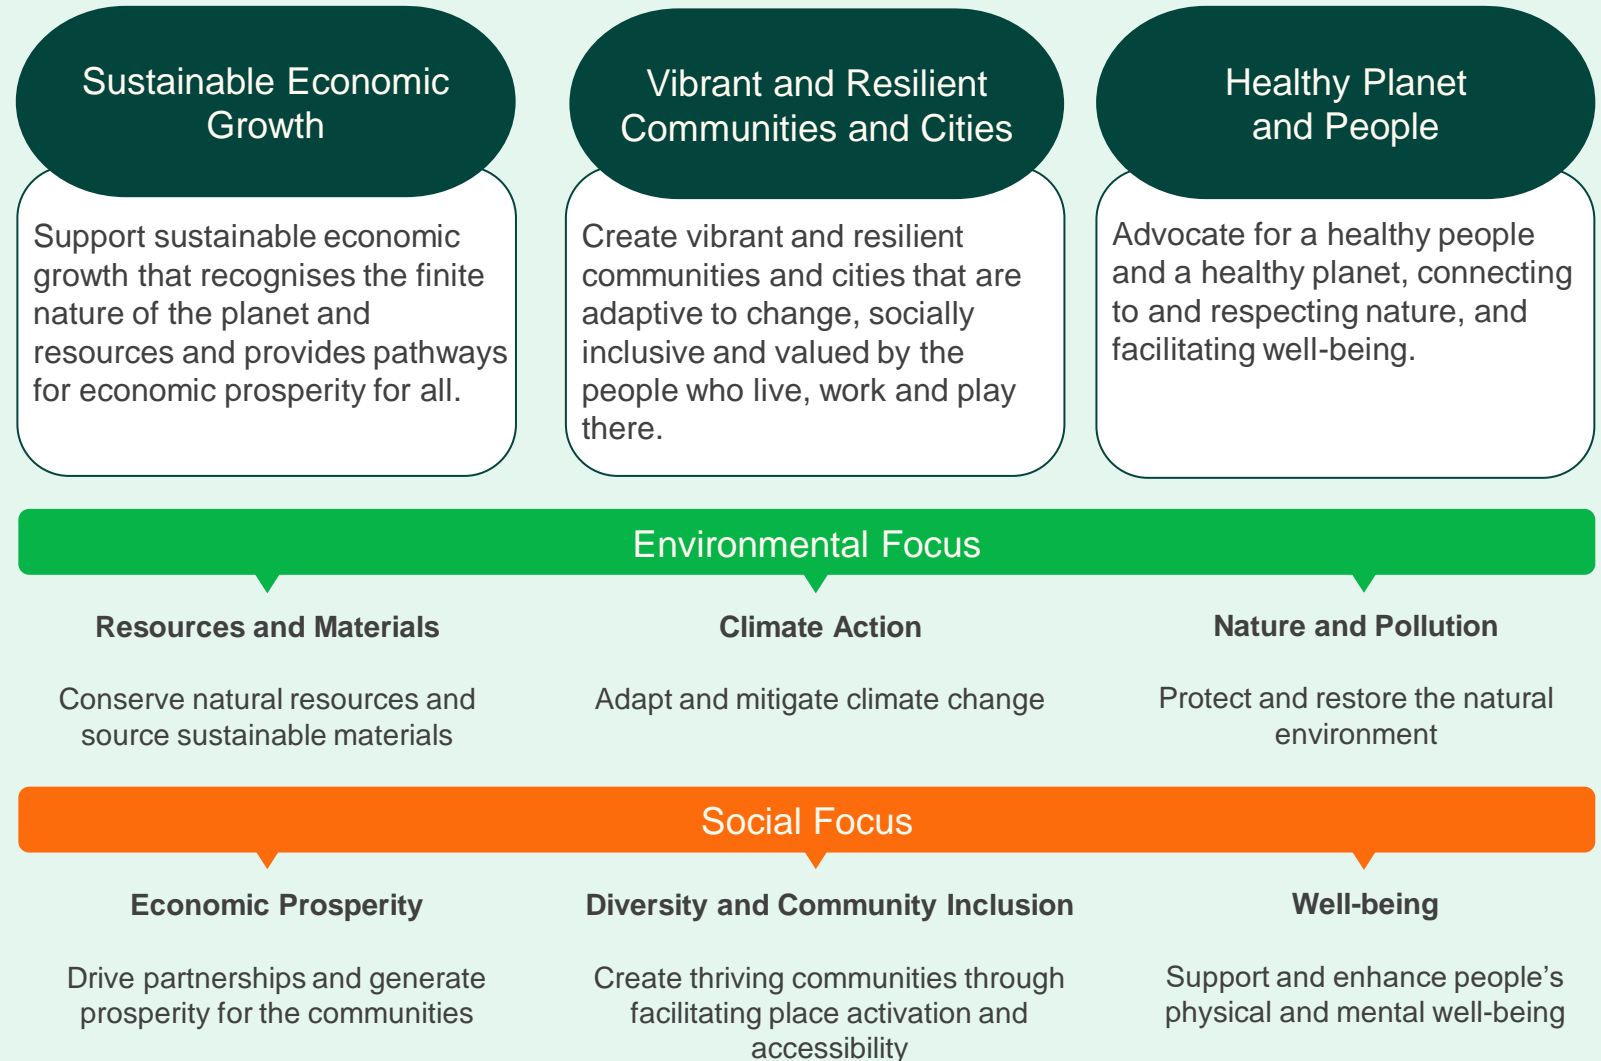 Sustainable Economic
Growth
Support sustainable economic
growth that recognises the finite
nature of the planet and
resources and provides pathways
for economic prosperity for all.
Vibrant and Resilient
Communities and Cities
Create vibrant and resilient
communities and cities that are
adaptive to change, socially
inclusive and valued by the
people who live, work and play
there.
Healthy Planet
and People
Advocate for a healthy people
and a healthy planet, connecting
to and respecting nature, and
facilitating well-being.
Environmental Focus
Resources and Materials
Conserve natural resources and
source sustainable materials
Climate Action
Adapt and mitigate climate change
Nature and Pollution
Protect and restore the natural
environment
Social Focus
Economic Prosperity
Drive partnerships and generate
prosperity for the communities
Diversity and Community Inclusion
Create thriving communities through
facilitating place activation and
accessibility
Well-being
Support and enhance people’s
physical and mental well-being